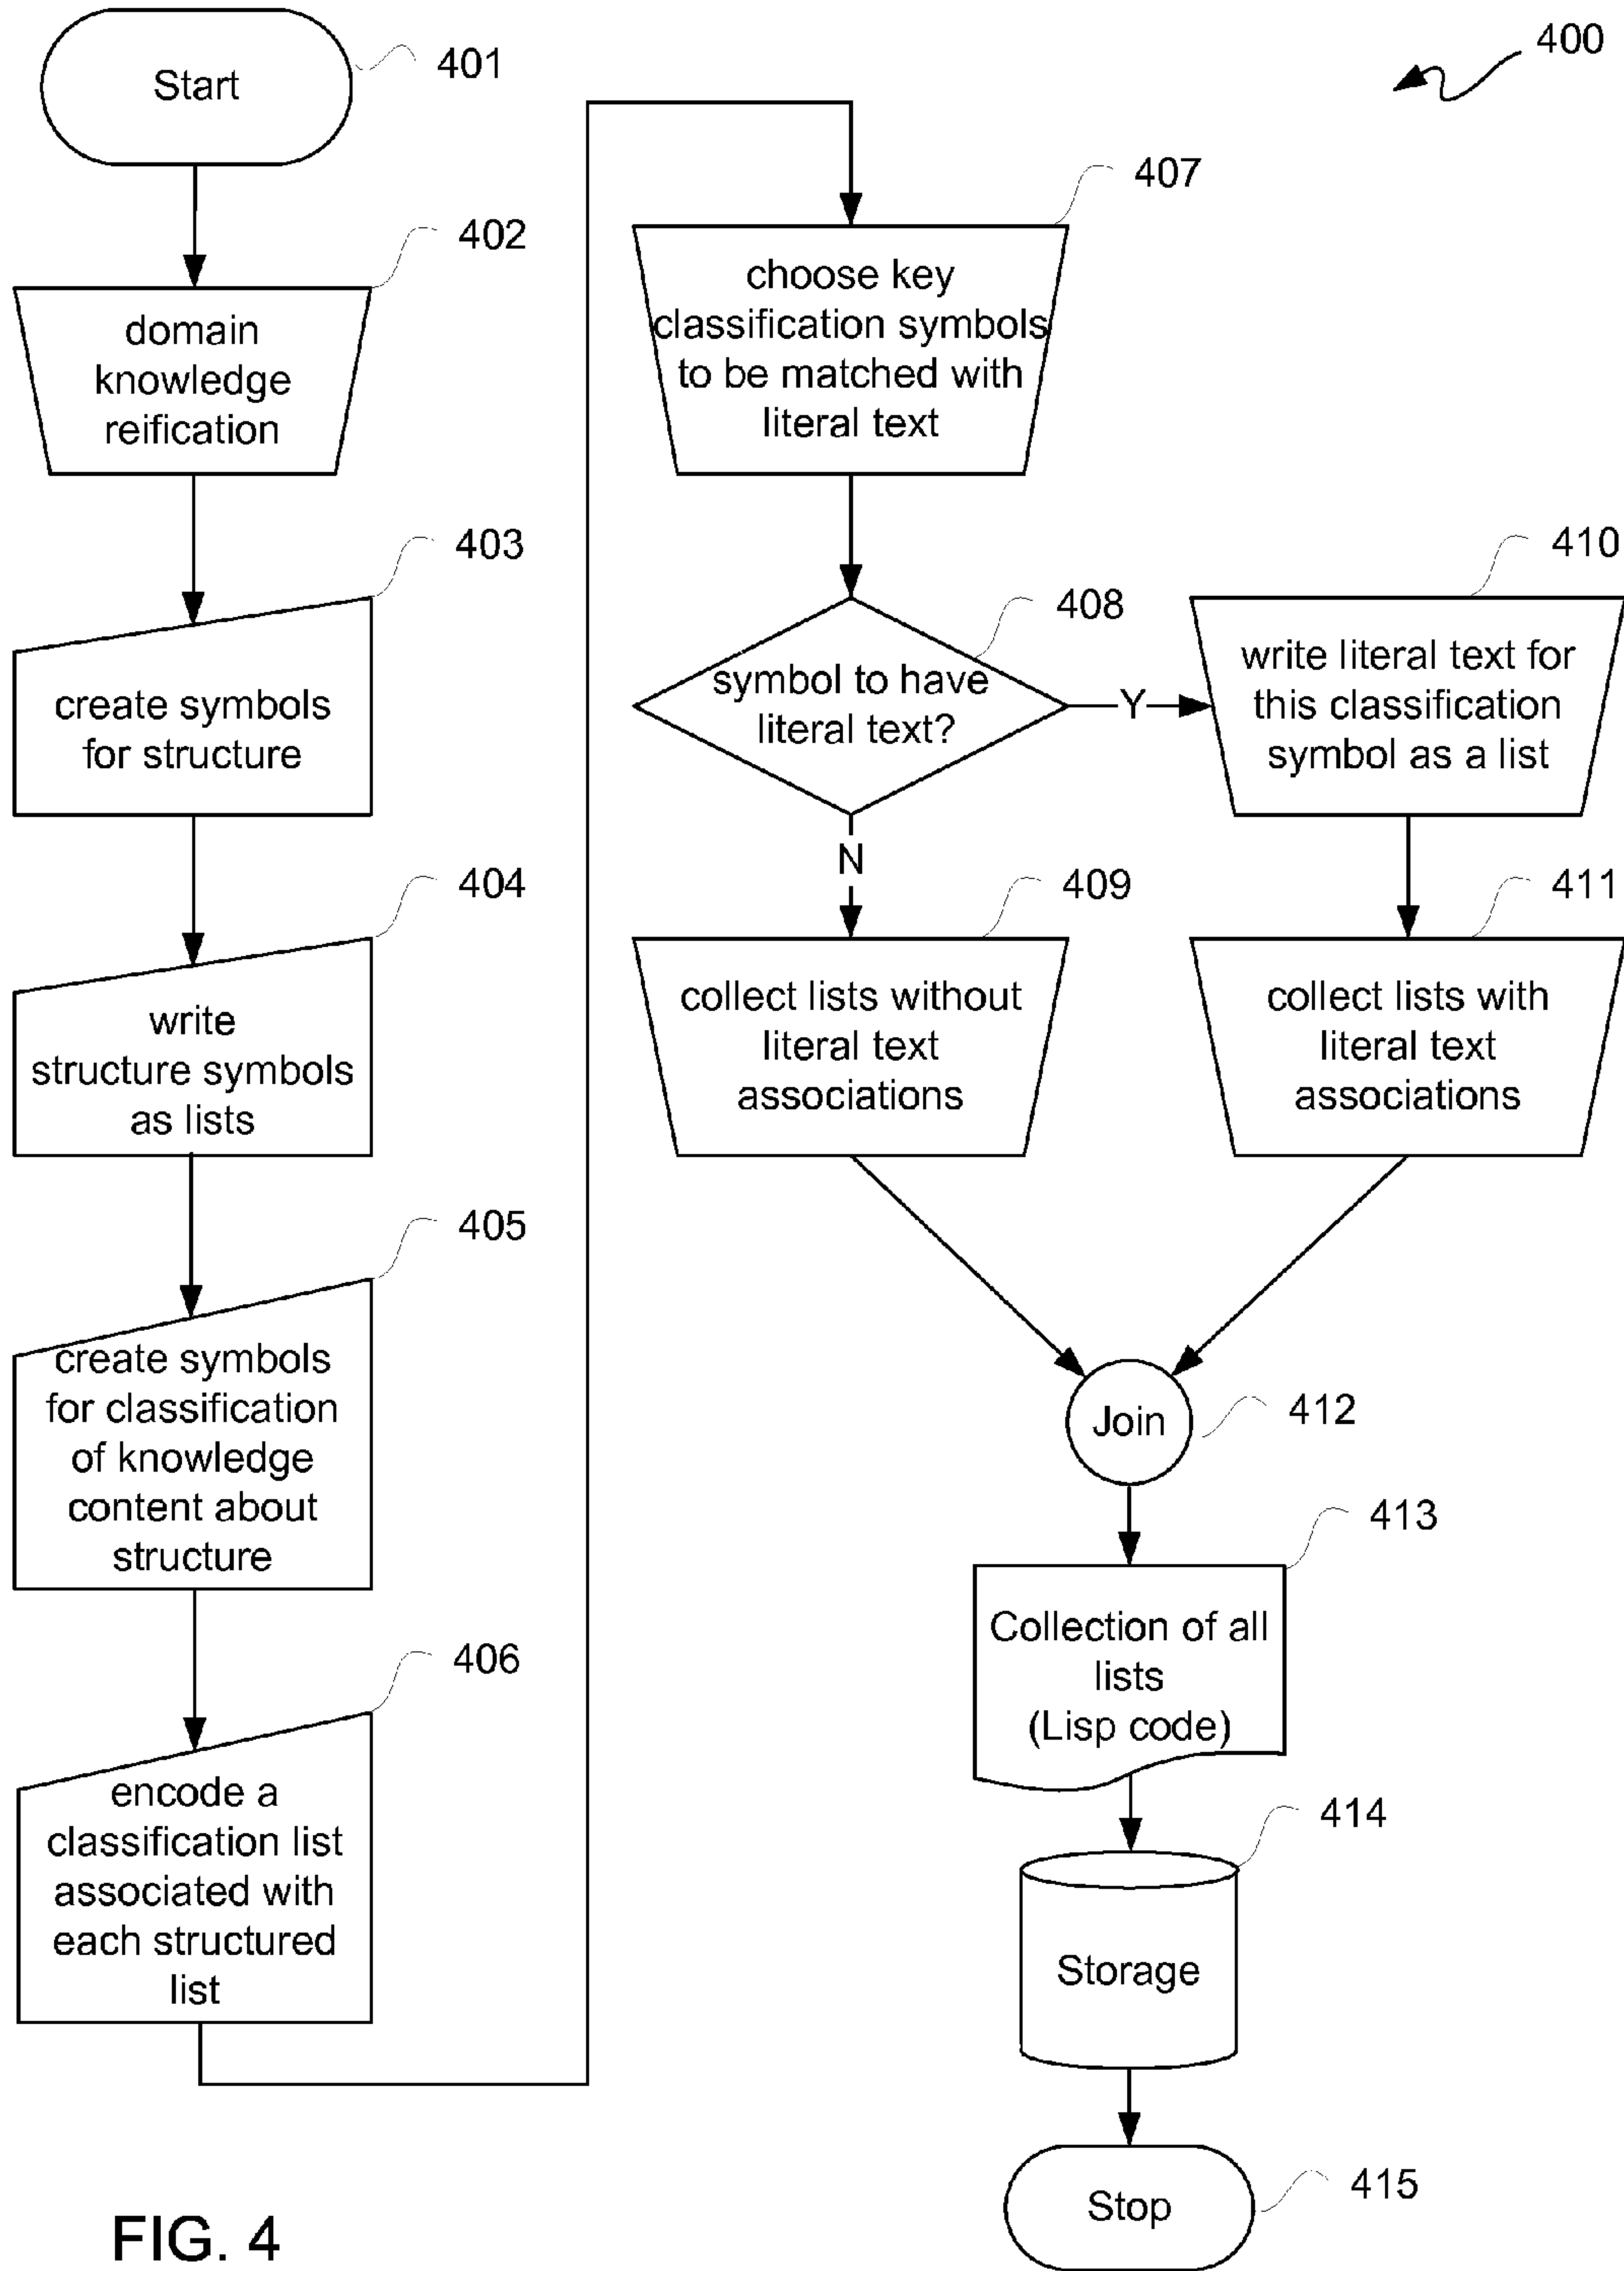 Start
401
400
domain
knowledge
reification
402
create symbols
for structure
403
write
structure symbols
as lists
404
create symbols
for classification
of knowledge
content about
structure
405
encode a
classification list
associated with
each structured
list
406
choose key
classification symbols
to be matched with
literal text
407
symbol to have
literal text?
408
Y
N
write literal text for
this classification
symbol as a list
410
collect lists without
literal text
associations
409
collect lists with
literal text
associations
411
Join
412
Collection of all
lists
(Lisp code)
413
Storage
414
Stop
415
FIG. 4